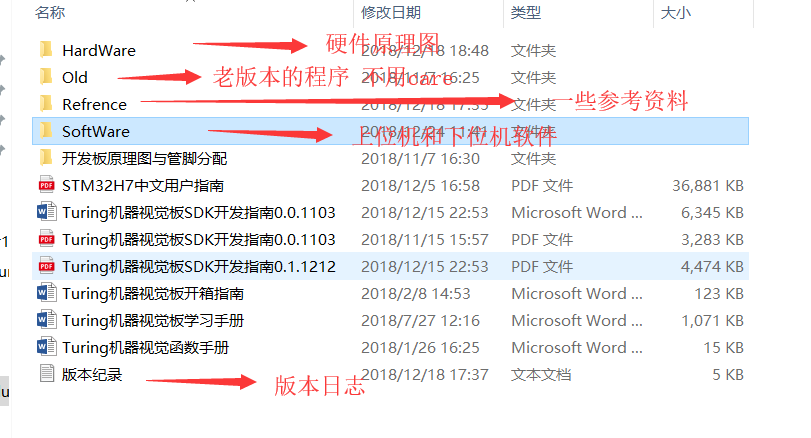 名称 修改日期 类型 大小
HardWare 硬件原理图 2018/12/18 18:48 文件夹
Old 老版本的程序 不用care 2018/11/7 16:25 文件夹
Refrence 2018/12/18 17:35 文件夹 一些参考资料
SoftWare 2018/12/24 11:41 文件夹 上位机和下位机软件
开发板原理图与管脚分配 2018/11/7 16:30 文件夹
STM32H7中文用户指南 2018/12/5 16:58 PDF 文件 36,881 KB
Turing机器视觉板SDK开发指南0.0.1103 2018/12/15 22:53 Microsoft Word ... 6,345 KB
Turing机器视觉板SDK开发指南0.0.1103 2018/11/15 15:57 PDF 文件 3,283 KB
Turing机器视觉板SDK开发指南0.1.1212 2018/12/15 22:53 PDF 文件 4,474 KB
Turing机器视觉板开箱指南 2018/2/8 14:53 Microsoft Word ... 123 KB
Turing机器视觉板学习手册 2018/7/27 12:16 Microsoft Word ... 1,071 KB
Turing机器视觉函数手册 2018/1/26 16:25 Microsoft Word ... 15 KB
版本纪录 2018/12/18 17:37 文本文档 5 KB
版本日志